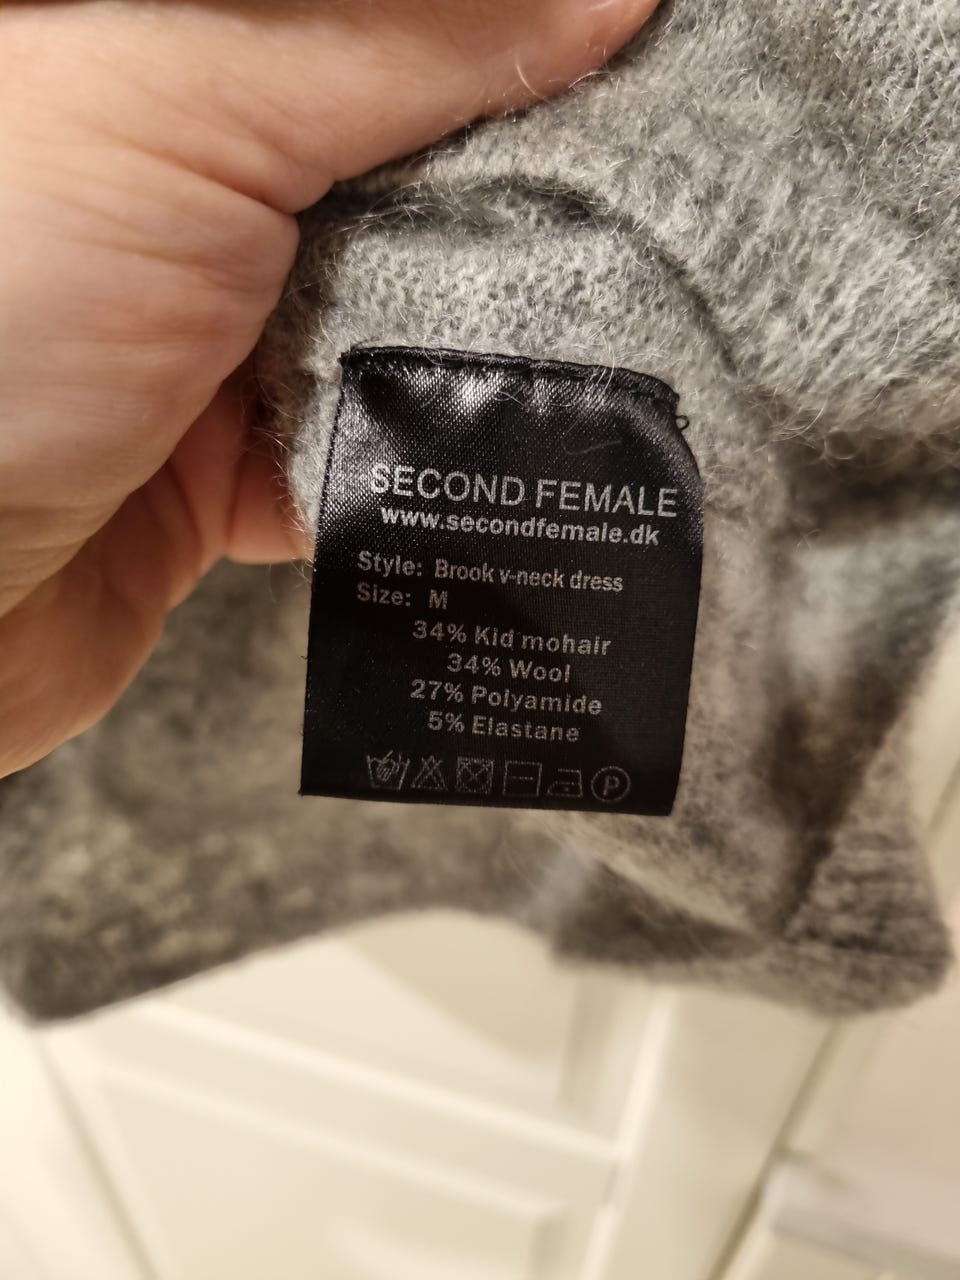 SECOND FEMALE
www.secondfemale.dk
Style: Brook v-neck dress
Size: M
34% Kid mohair
34% Wool
27% Polyamide
5% Elastane
P